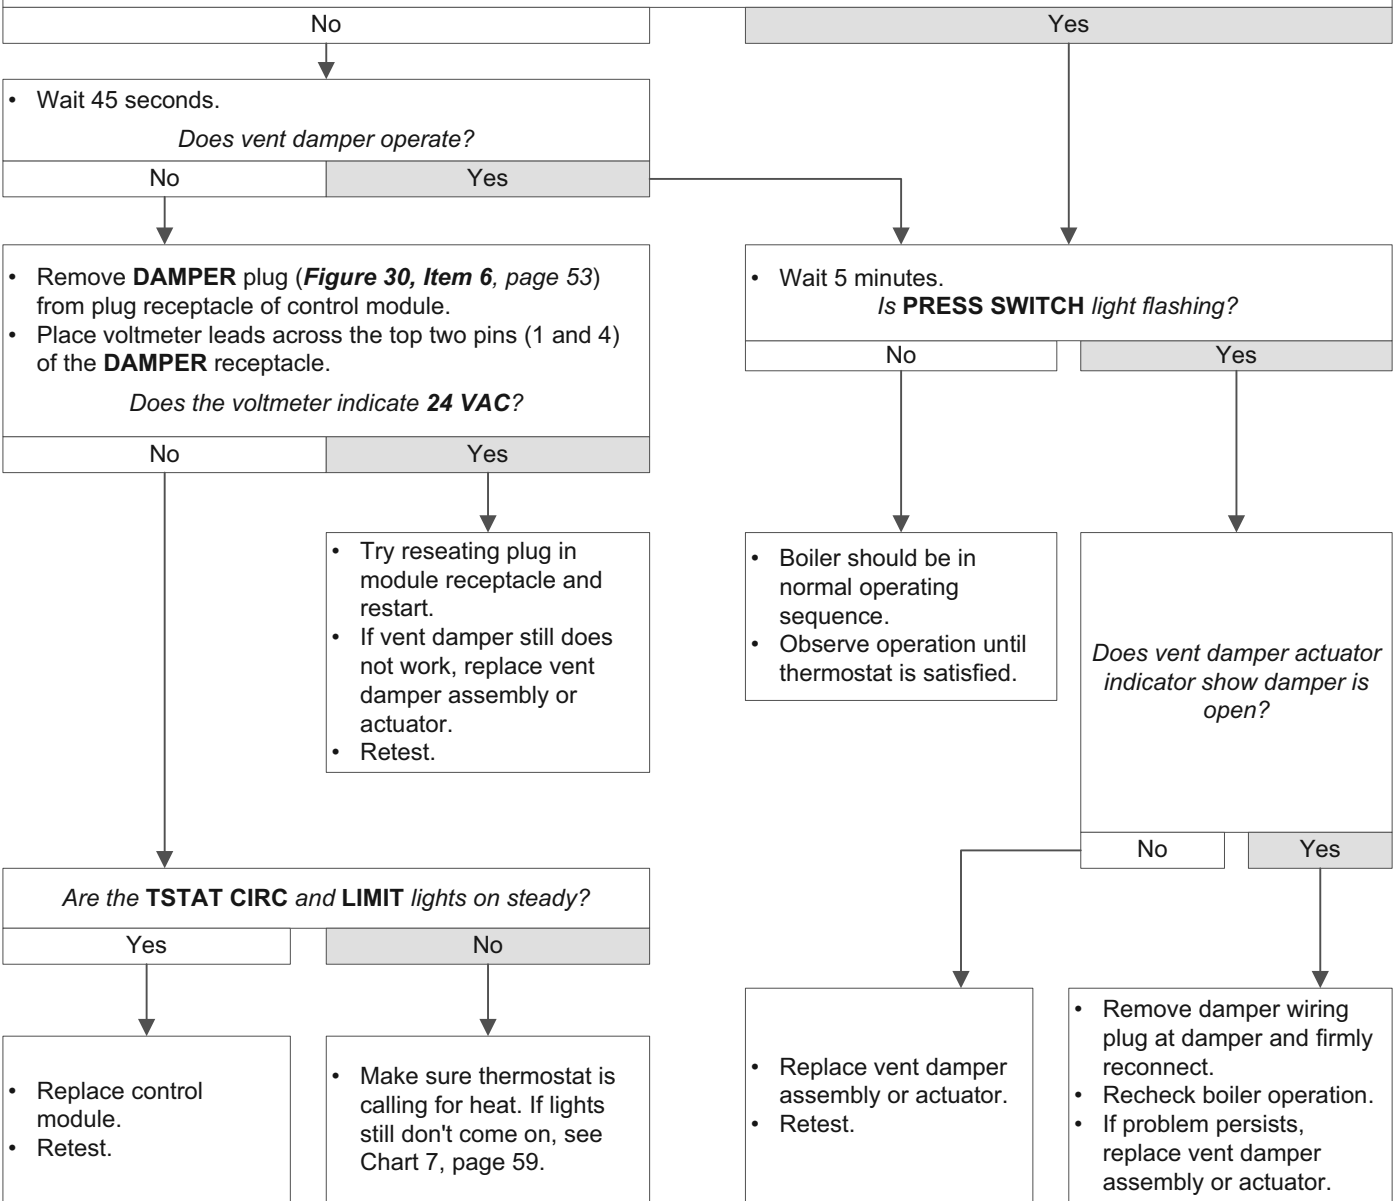 No
Yes
• Wait 45 seconds.
Does vent damper operate?
No
Yes
• Remove DAMPER plug (Figure 30, Item 6, page 53)
from plug receptacle of control module.
• Place voltmeter leads across the top two pins (1 and 4)
of the DAMPER receptacle.
Does the voltmeter indicate 24 VAC?
No
Yes
• Wait 5 minutes.
Is PRESS SWITCH light flashing?
No
Yes
• Try reseating plug in
module receptacle and
restart.
• If vent damper still does
not work, replace vent
damper assembly or
actuator.
• Retest.
• Boiler should be in
normal operating
sequence.
• Observe operation until
thermostat is satisfied.
Does vent damper actuator
indicator show damper is
open?
No
Yes
Are the TSTAT CIRC and LIMIT lights on steady?
Yes
No
• Replace control
module.
• Retest.
• Make sure thermostat is
calling for heat. If lights
still don't come on, see
Chart 7, page 59.
• Replace vent damper
assembly or actuator.
• Retest.
• Remove damper wiring
plug at damper and firmly
reconnect.
• Recheck boiler operation.
• If problem persists,
replace vent damper
assembly or actuator.